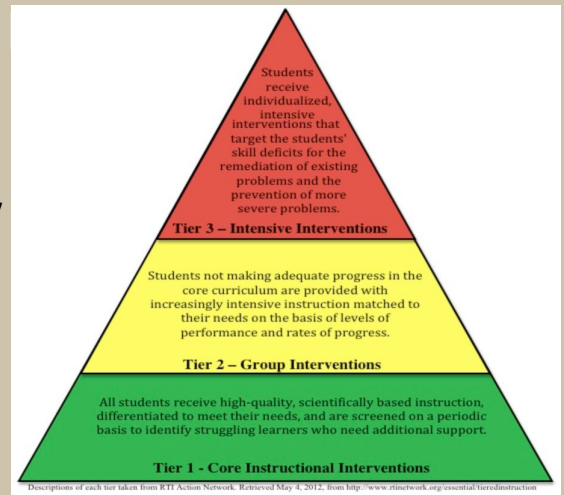 Students
receive
individualized,
intensive
interventions that
target the students'
skill deficits for the
remediation of existing
problems and the
prevention of more
severe problems.
Tier 3 – Intensive Interventions
Students not making adequate progress in the
core curriculum are provided with
increasingly intensive instruction matched to
their needs on the basis of levels of
performance and rates of progress.
Tier 2 – Group Interventions
All students receive high-quality, scientifically based instruction,
differentiated to meet their needs, and are screened on a periodic
basis to identify struggling learners who need additional support.
Tier 1 - Core Instructional Interventions
Descriptions of each tier taken from RTI Action Network. Retrieved May 4, 2012, from http://www.rtinetwork.org/essential/tieredinstruction